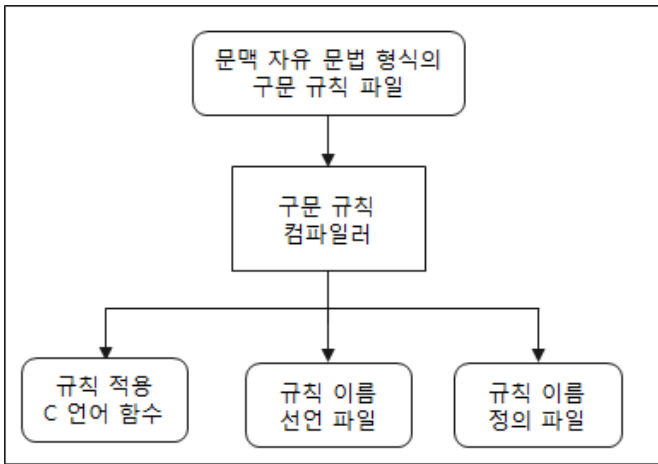 문맥 자유 문법 형식의
구문 규칙 파일
구문 규칙
컴파일러
규칙 적용
C 언어 함수
규칙 이름
선언 파일
규칙 이름
정의 파일